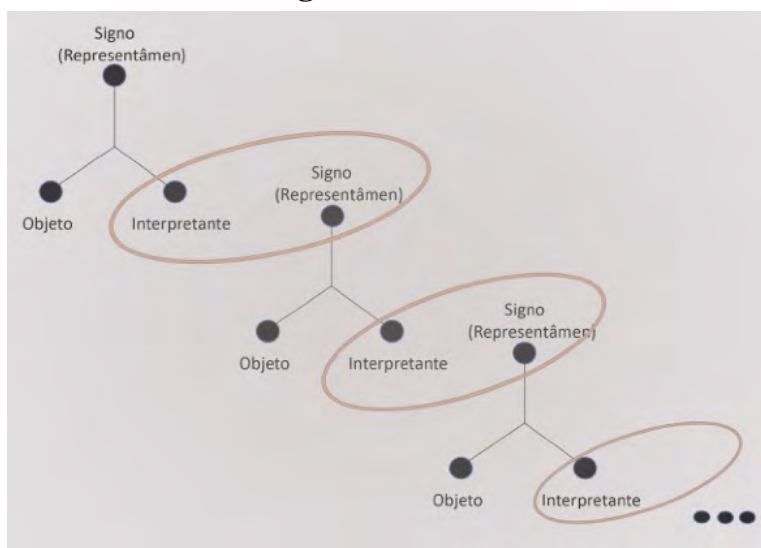 Signo
(Representâmen)
Objeto
Interpretante
Signo
(Representâmen)
Objeto
Interpretante
Signo
(Representâmen)
Objeto
Interpretante